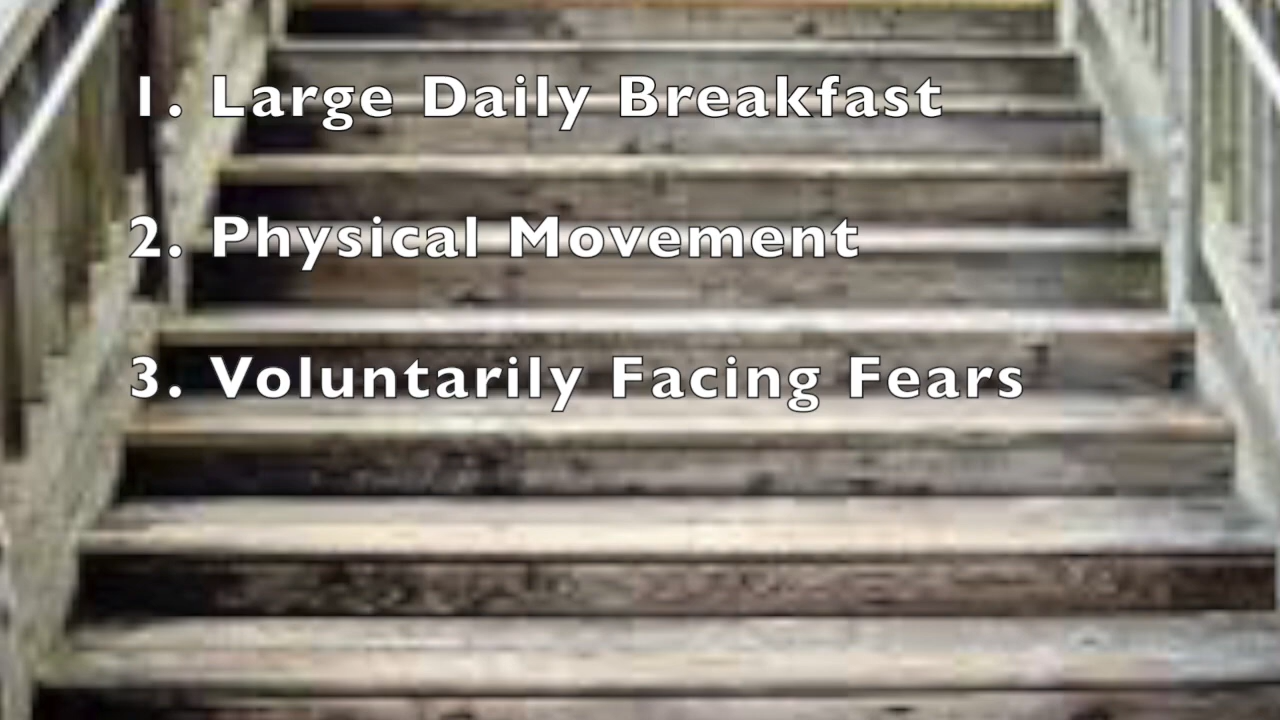 1. Large Daily Breakfast
2. Physical Movement
3. Voluntarily Facing Fears